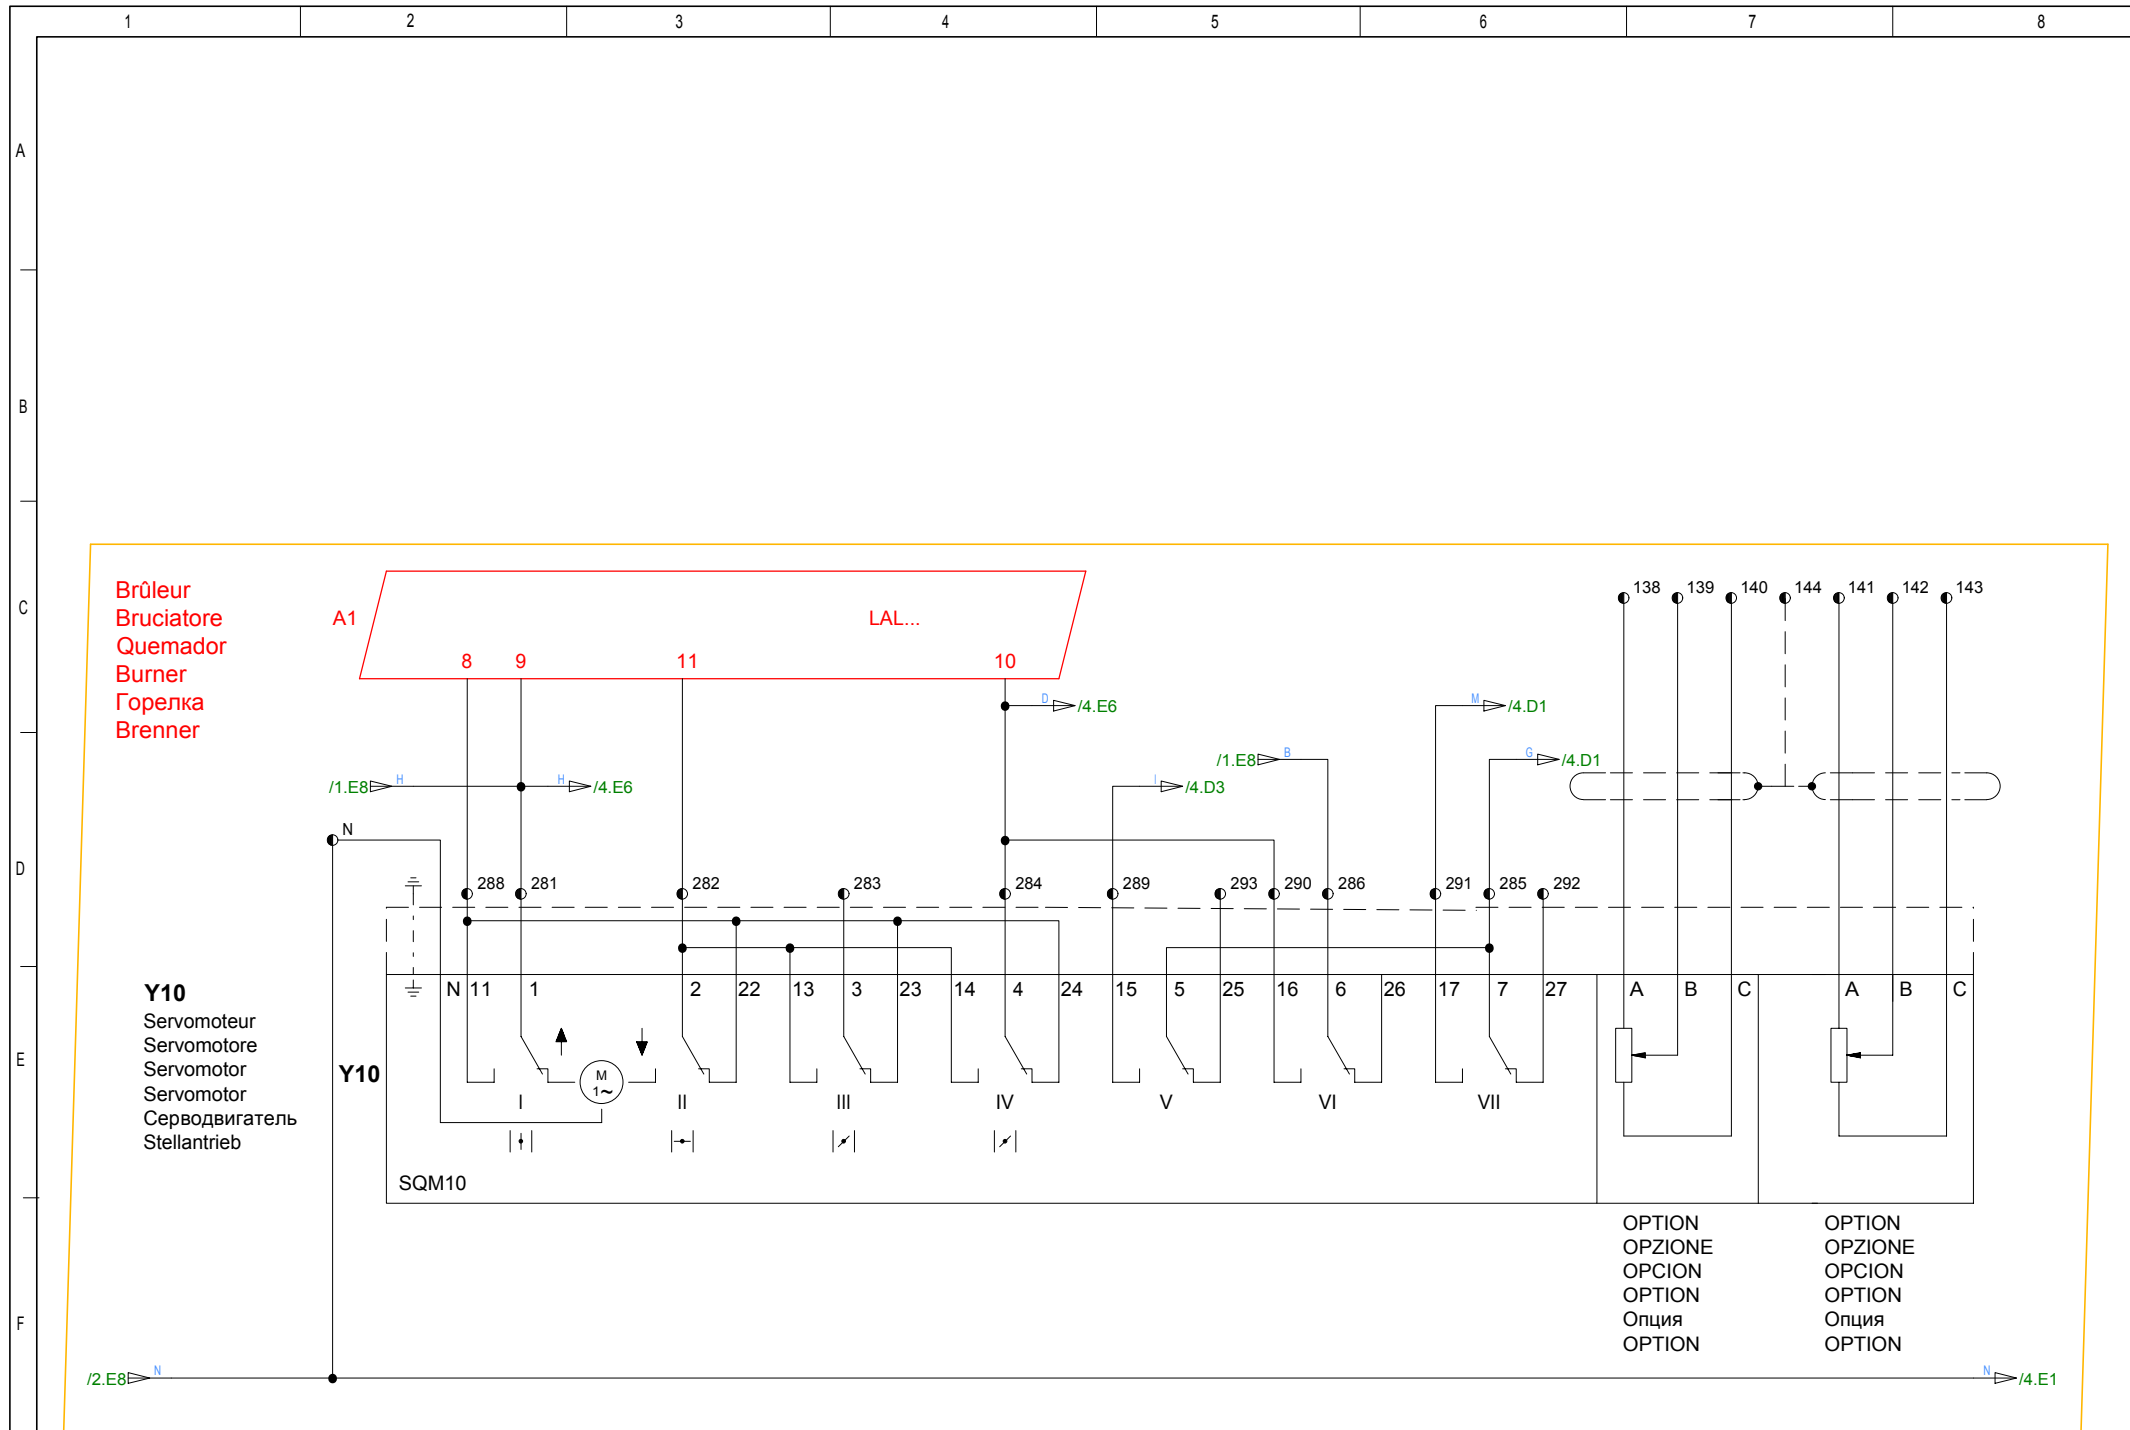 1 2 3 4 5 6 7 8
A
B
C
D
E
F
Brûleur
Bruciatore
Quemador
Burner
Горелка
Brenner
A1
LAL...
8 9 11 10
138 139 140 144 141 142 143
D /4.E6
M /4.D1
/1.E8 B
G /4.D1
/1.E8 H
H /4.E6
I /4.D3
N
288 281 282 283 284 289 293 290 286 291 285 292
Y10
Servomoteur
Servomotore
Servomotor
Servomotor
Серводвигатель
Stellantrieb
Y10
N 11 1 2 22 13 3 23 14 4 24 15 5 25 16 6 26 17 7 27 A B C A B C
M
1~
I II III IV V VI VII
SQM10
OPTION
OPZIONE
OPCION
OPTION
Опция
OPTION
OPTION
OPZIONE
OPCION
OPTION
Опция
OPTION
/2.E8 N
N /4.E1